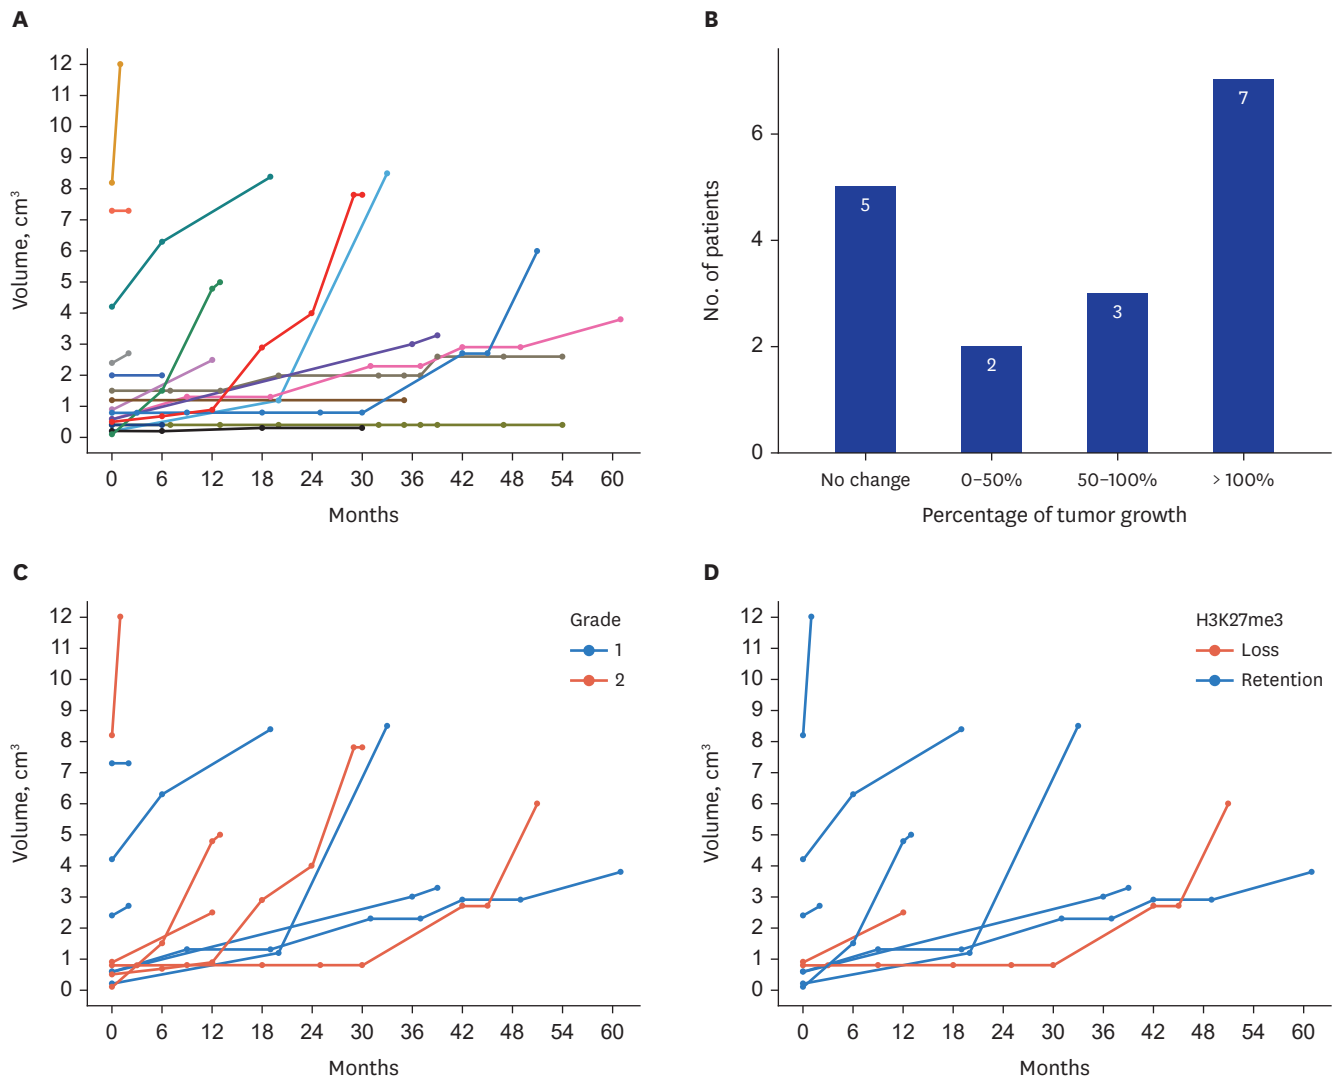 A
12
11
10
9
8
7
6
5
4
3
2
1
0
Volume, cm³
0 6 12 18 24 30 36 42 48 54 60
Months
B
6
4
2
0
No. of patients
5
2
3
7
No change 0–50% 50–100% > 100%
Percentage of tumor growth
C
12
11
10
9
8
7
6
5
4
3
2
1
0
Volume, cm³
Grade
1
2
0 6 12 18 24 30 36 42 48 54 60
Months
D
12
11
10
9
8
7
6
5
4
3
2
1
0
Volume, cm³
H3K27me3
Loss
Retention
0 6 12 18 24 30 36 42 48 54 60
Months